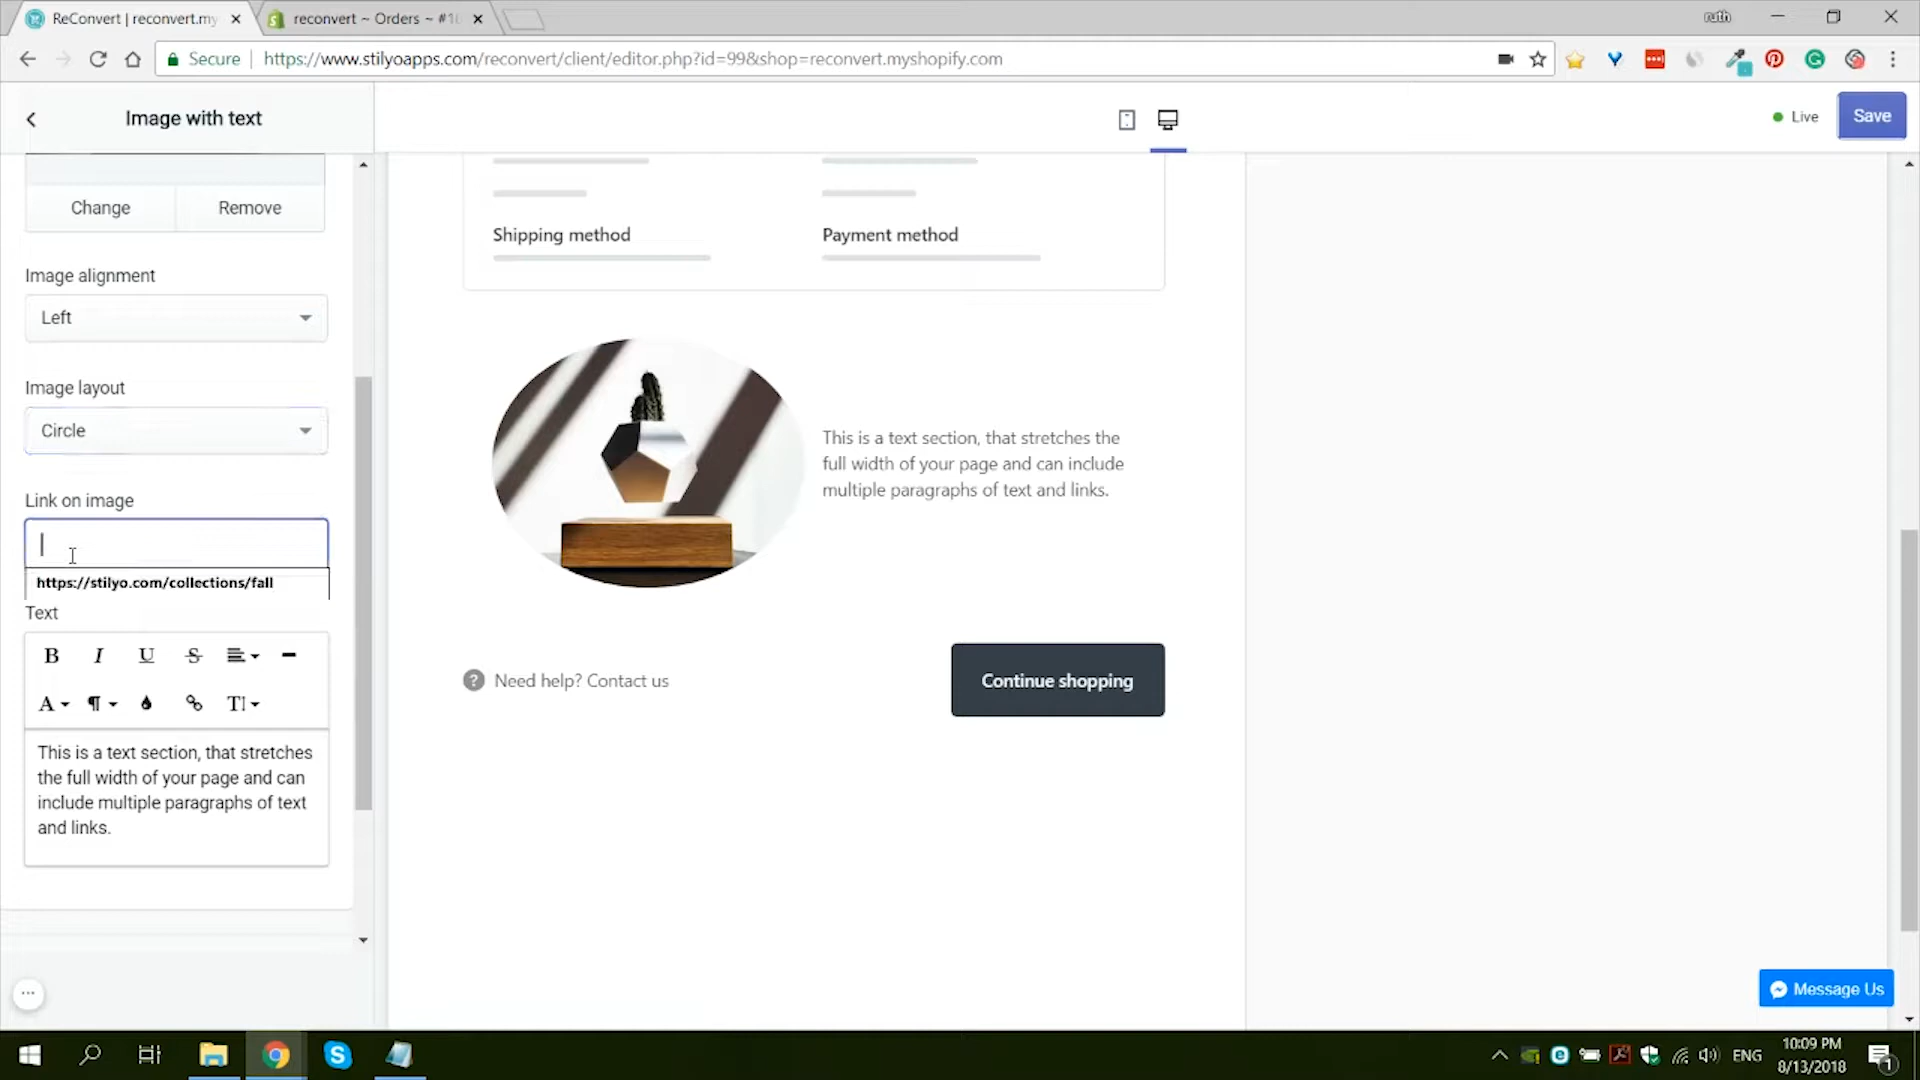 ReConvert | reconvert.my
reconvert ~ Orders ~ #10
ruth
Secure
https://www.stilyoapps.com/reconvert/client/editor.php?id=99&shop=reconvert.myshopify.com
Image with text
Live
Save
Change
Remove
Shipping method
Payment method
Image alignment
Left
Image layout
Circle
Link on image
https://stilyo.com/collections/fall
This is a text section, that stretches the
full width of your page and can include
multiple paragraphs of text and links.
Text
B I U S
A ¶ T!
This is a text section, that stretches
the full width of your page and can
include multiple paragraphs of text
and links.
Need help? Contact us
Continue shopping
Message Us
ENG
10:09 PM
8/13/2018
1